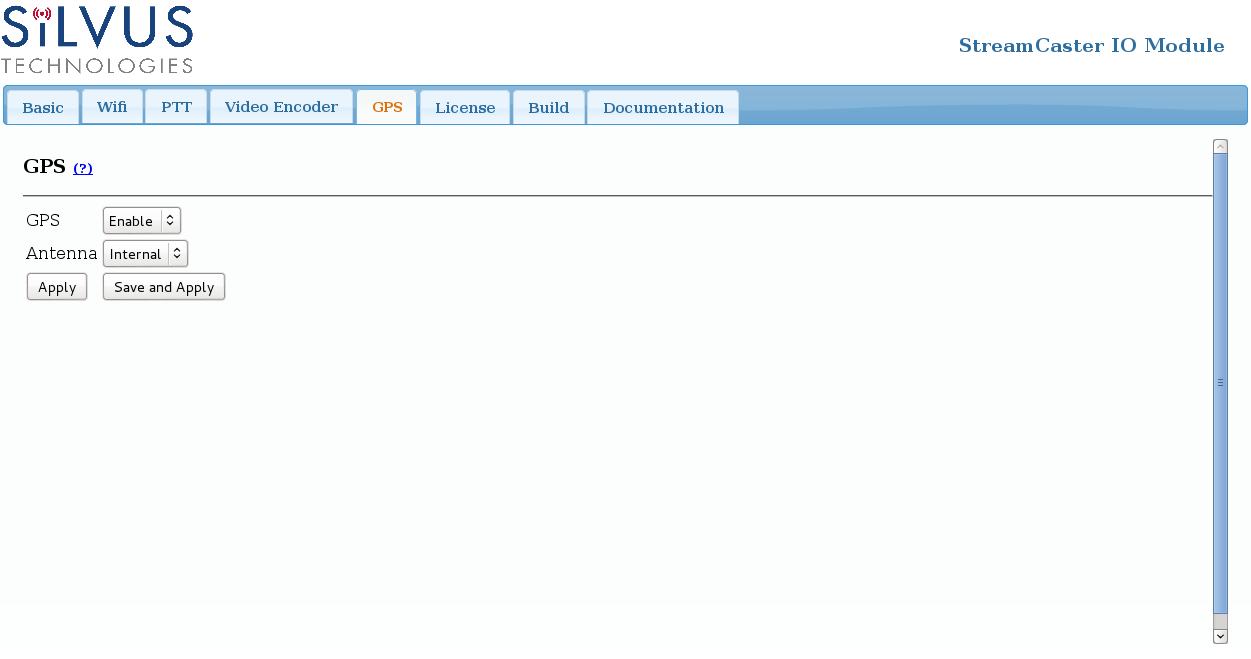 SiLVUS
TECHNOLOGIES
StreamCaster IO Module
Basic Wifi PTT Video Encoder GPS License Build Documentation
GPS (?)
GPS Enable
Antenna Internal
Apply Save and Apply